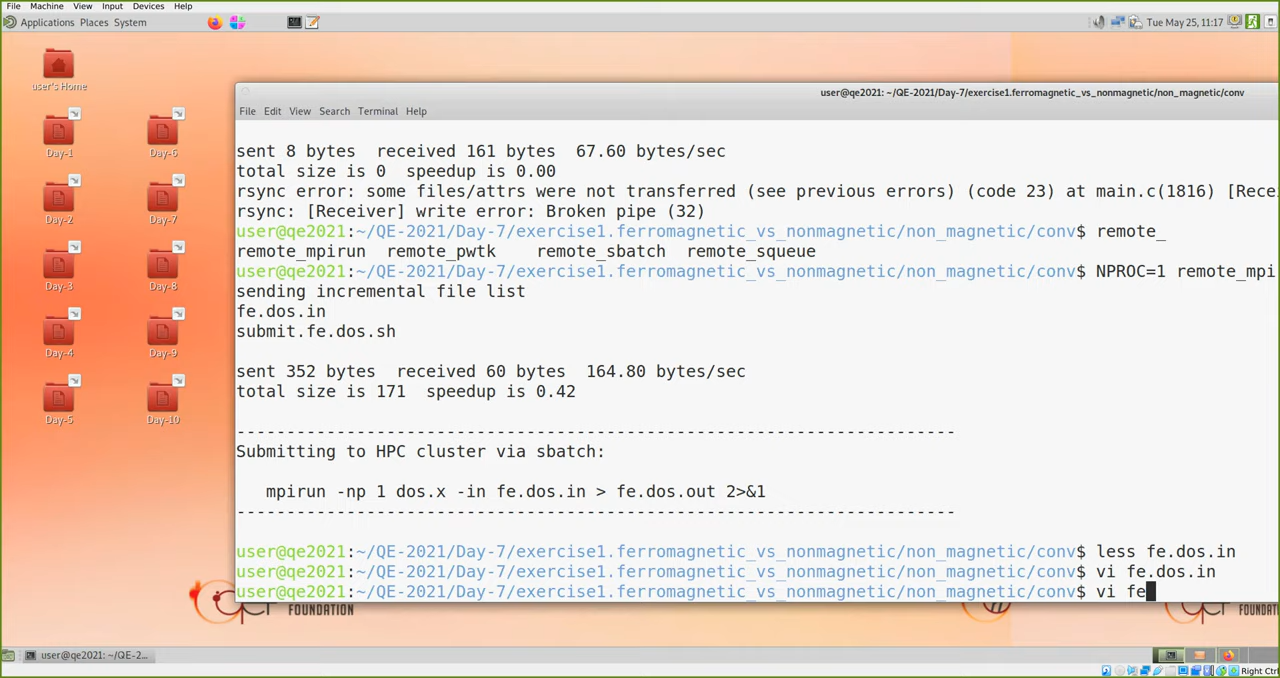 File Machine View Input Devices Help
Applications Places System
Tue May 25, 11:17
user's Home
Day-1
Day-6
Day-2
Day-7
Day-3
Day-8
Day-4
Day-9
Day-5
Day-10
user@qe2021: ~/QE-2021/Day-7/exercise1.ferromagnetic_vs_nonmagnetic/non_magnetic/conv
File Edit View Search Terminal Help
sent 8 bytes  received 161 bytes  67.60 bytes/sec
total size is 0  speedup is 0.00
rsync error: some files/attrs were not transferred (see previous errors) (code 23) at main.c(1816) [Rece
rsync: [Receiver] write error: Broken pipe (32)
user@qe2021:~/QE-2021/Day-7/exercise1.ferromagnetic_vs_nonmagnetic/non_magnetic/conv$ remote_
remote_mpirun  remote_pwtk    remote_sbatch  remote_squeue
user@qe2021:~/QE-2021/Day-7/exercise1.ferromagnetic_vs_nonmagnetic/non_magnetic/conv$ NPROC=1 remote_mpi
sending incremental file list
fe.dos.in
submit.fe.dos.sh
sent 352 bytes  received 60 bytes  164.80 bytes/sec
total size is 171  speedup is 0.42
------------------------------------------------------------------------
Submitting to HPC cluster via sbatch:
mpirun -np 1 dos.x -in fe.dos.in > fe.dos.out 2>&1
------------------------------------------------------------------------
user@qe2021:~/QE-2021/Day-7/exercise1.ferromagnetic_vs_nonmagnetic/non_magnetic/conv$ less fe.dos.in
user@qe2021:~/QE-2021/Day-7/exercise1.ferromagnetic_vs_nonmagnetic/non_magnetic/conv$ vi fe.dos.in
user@qe2021:~/QE-2021/Day-7/exercise1.ferromagnetic_vs_nonmagnetic/non_magnetic/conv$ vi fe
FOUNDATION
FOUND
user@qe2021: ~/QE-2...
Right Ctrl